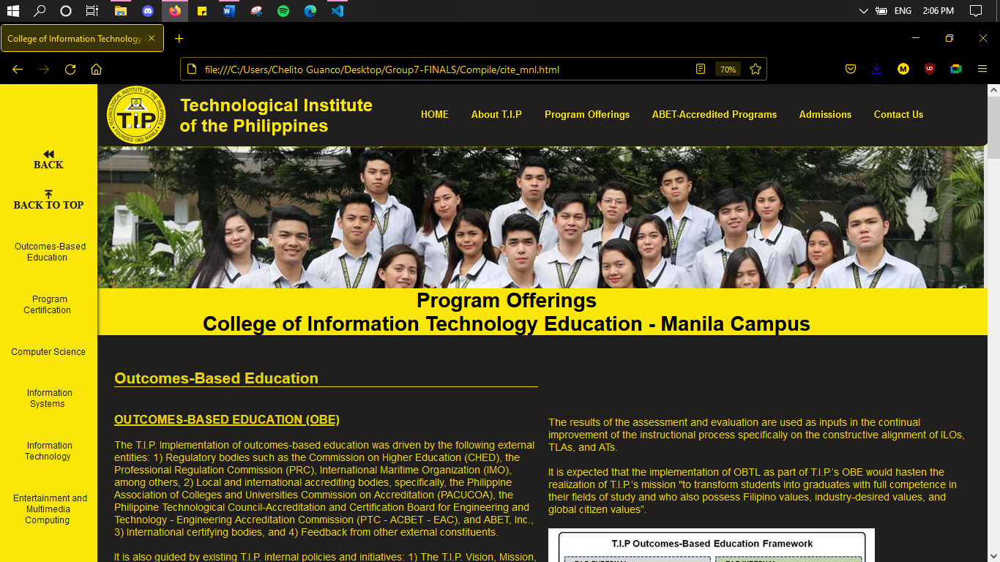 ENG 2:06 PM
College of Information Technology
file:///C:/Users/Chelito Guanco/Desktop/Group7-FINALS/Compile/cite_mnl.html
70%
TECHNOLOGICAL INSTITUTE OF THE PHILIPPINES
T.I.P.
FOUNDED 1962 MANILA
Technological Institute
of the Philippines
HOME About T.I.P Program Offerings ABET-Accredited Programs Admissions Contact Us
BACK
BACK TO TOP
Outcomes-Based
Education
Program
Certification
Computer Science
Information
Systems
Information
Technology
Entertainment and
Multimedia
Computing
Program Offerings
College of Information Technology Education - Manila Campus
Outcomes-Based Education
OUTCOMES-BASED EDUCATION (OBE)
The T.I.P. Implementation of outcomes-based education was driven by the following external
entities: 1) Regulatory bodies such as the Commission on Higher Education (CHED), the
Professional Regulation Commission (PRC), International Maritime Organization (IMO),
among others, 2) Local and international accrediting bodies, specifically, the Philippine
Association of Colleges and Universities Commission on Accreditation (PACUCOA), the
Philippine Technological Council-Accreditation and Certification Board for Engineering and
Technology - Engineering Accreditation Commission (PTC - ACBET - EAC), and ABET, Inc.,
3) International certifying bodies, and 4) Feedback from other external constituents.
It is also guided by existing T.I.P. internal policies and initiatives: 1) The T.I.P. Vision, Mission,
The results of the assessment and evaluation are used as inputs in the continual
improvement of the instructional process specifically on the constructive alignment of ILOs,
TLAs, and ATs.
It is expected that the implementation of OBTL as part of T.I.P.'s OBE would hasten the
realization of T.I.P.'s mission "to transform students into graduates with full competence in
their fields of study and who also possess Filipino values, industry-desired values, and
global citizen values".
T.I.P Outcomes-Based Education Framework